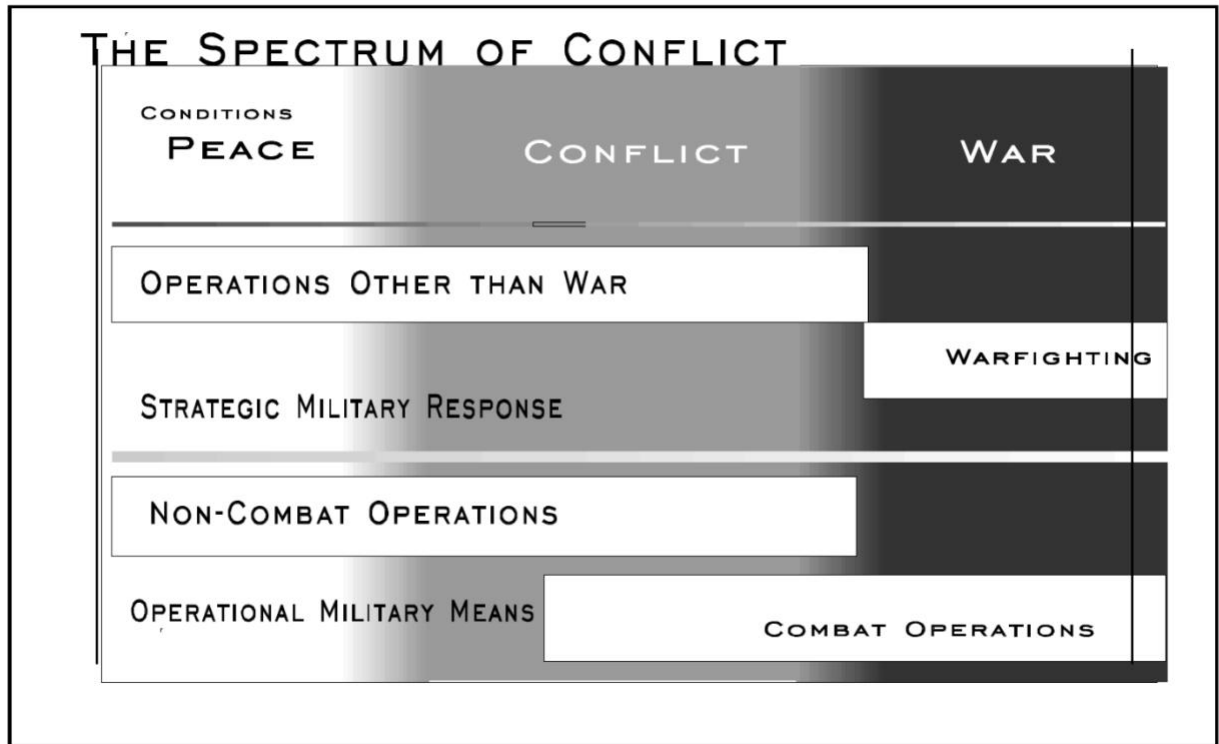 The Spectrum of Conflict
Conditions
Peace
Conflict
War
Operations Other than War
Warfighting
Strategic Military Response
Non-Combat Operations
Operational Military Means
Combat Operations